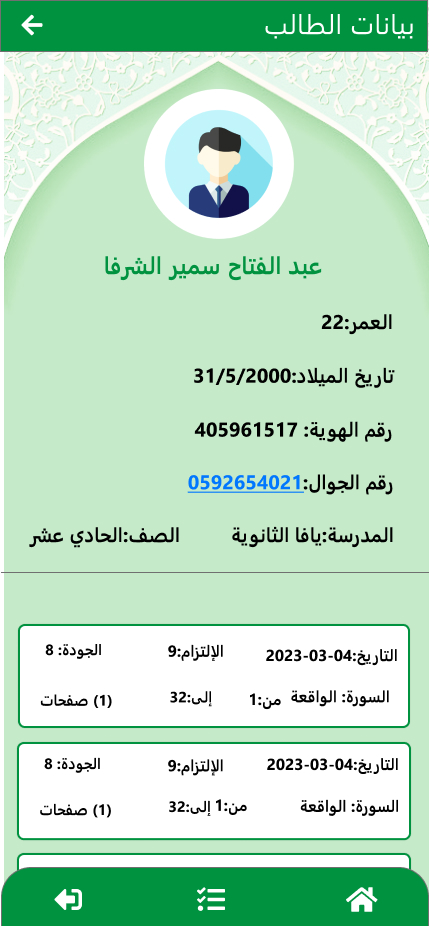 بيانات الطالب
عبد الفتاح سمير الشرفا
العمر:22
تاريخ الميلاد:31/5/2000
رقم الهوية: 405961517
رقم الجوال:0592654021
المدرسة:يافا الثانوية الصف:الحادي عشر
التاريخ:04-03-2023 الإلتزام:9 الجودة: 8
السورة: الواقعة من:1 إلى:32 (1) صفحات
التاريخ:04-03-2023 الإلتزام:9 الجودة: 8
السورة: الواقعة من:1 إلى:32 (1) صفحات